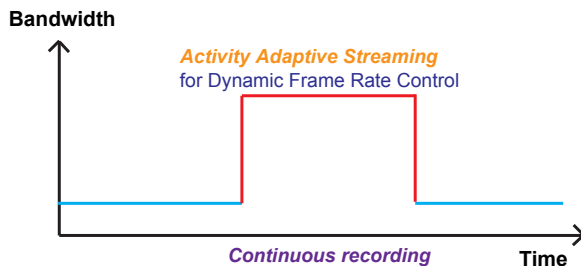 Bandwidth
Activity Adaptive Streaming
for Dynamic Frame Rate Control
Continuous recording
Time